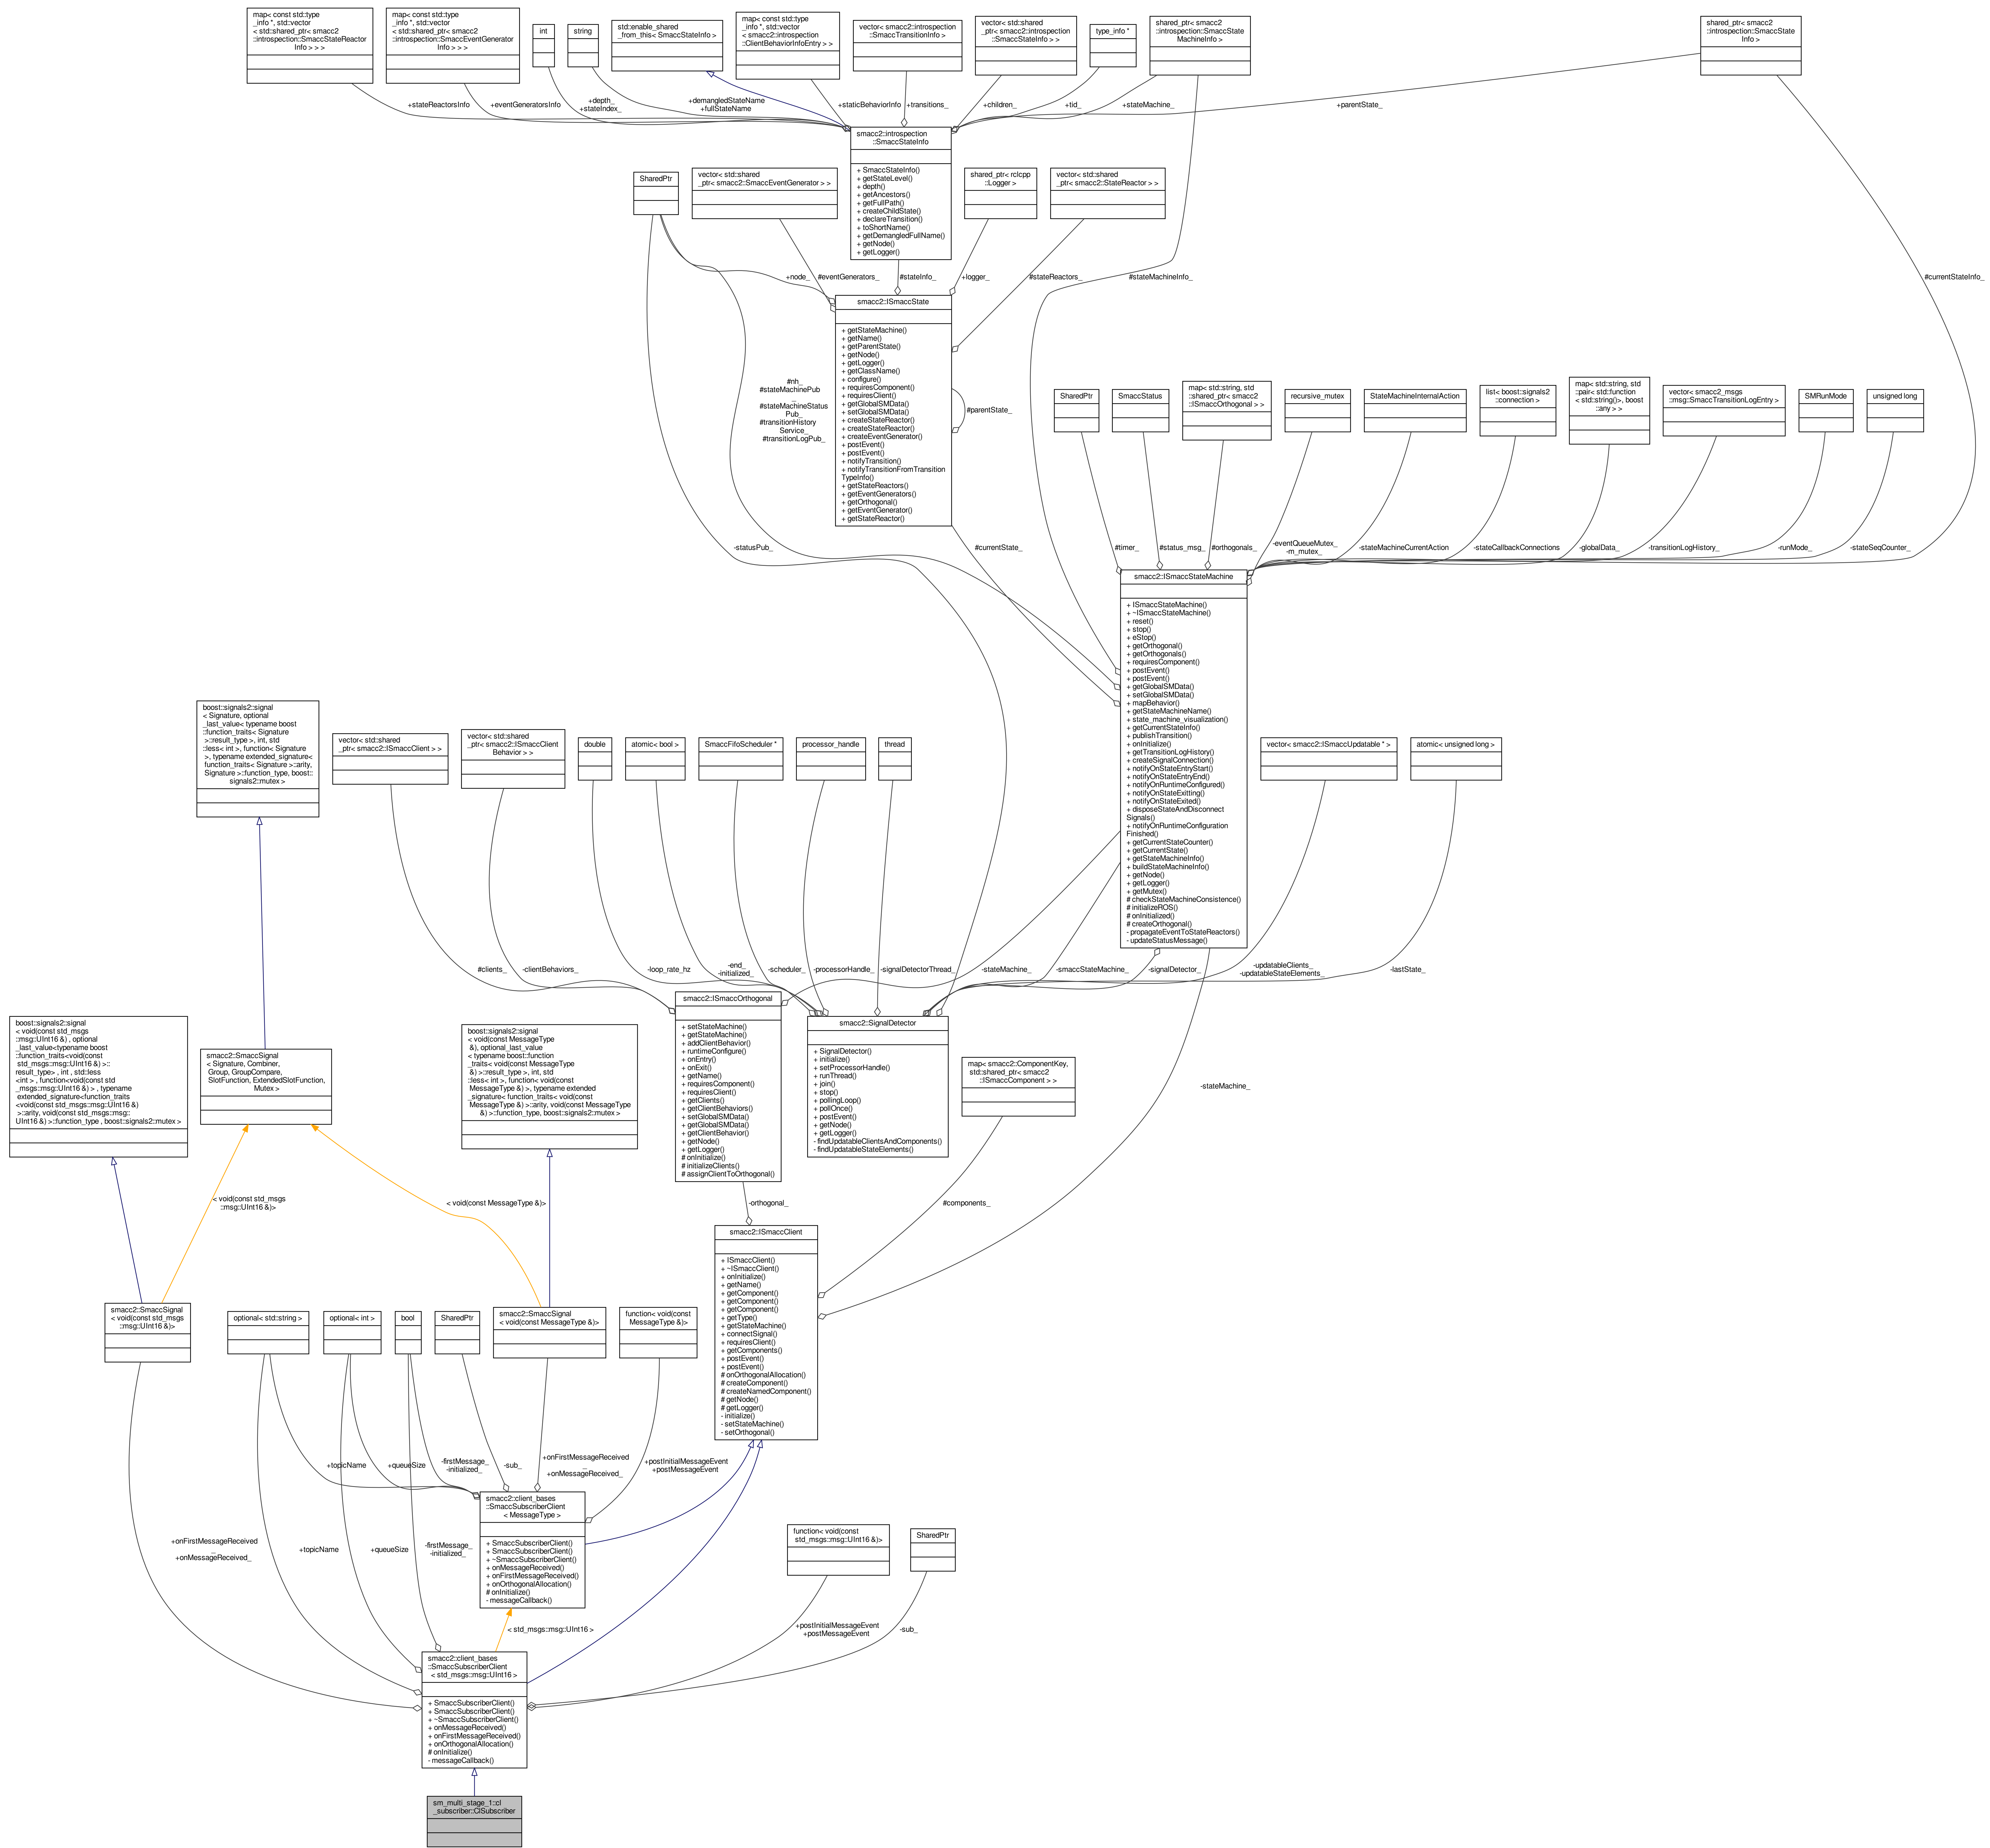 map< const std::type
_info *, std::vector
< std::shared_ptr< smacc2
::introspection::SmaccStateReactor
Info > > >
map< const std::type
_info *, std::vector
< std::shared_ptr< smacc2
::introspection::SmaccEventGenerator
Info > > >
int
string
std::enable_shared
_from_this< SmaccStateInfo >
map< const std::type
_info *, std::vector
< smacc2::introspection
::ClientBehaviorInfoEntry > >
vector< smacc2::introspection
::SmaccTransitionInfo >
vector< std::shared
_ptr< smacc2::introspection
::SmaccStateInfo > >
type_info *
shared_ptr< smacc2
::introspection::SmaccState
MachineInfo >
shared_ptr< smacc2
::introspection::SmaccState
Info >
+stateReactorsInfo
+eventGeneratorsInfo
+depth_
+stateIndex_
+demangledStateName
+fullStateName
+staticBehaviorInfo
+transitions_
+children_
+tid_
+stateMachine_
+parentState_
smacc2::introspection
::SmaccStateInfo
+ SmaccStateInfo()
+ getStateLevel()
+ depth()
+ getAncestors()
+ getFullPath()
+ createChildState()
+ declareTransition()
+ toShortName()
+ getDemangledFullName()
+ getNode()
+ getLogger()
SharedPtr
vector< std::shared
_ptr< smacc2::SmaccEventGenerator > >
shared_ptr< rclcpp
::Logger >
vector< std::shared
_ptr< smacc2::StateReactor > >
+node_
#eventGenerators_
#stateInfo_
+logger_
#stateReactors_
#stateMachineInfo_
#currentStateInfo_
smacc2::ISmaccState
+ getStateMachine()
+ getName()
+ getParentState()
+ getNode()
+ getLogger()
+ getClassName()
+ configure()
+ requiresComponent()
+ requiresClient()
+ getGlobalSMData()
+ setGlobalSMData()
+ createStateReactor()
+ createStateReactor()
+ createEventGenerator()
+ postEvent()
+ postEvent()
+ notifyTransition()
+ notifyTransitionFromTransition
TypeInfo()
+ getStateReactors()
+ getEventGenerators()
+ getOrthogonal()
+ getEventGenerator()
+ getStateReactor()
#parentState_
#nh_
#stateMachinePub
_
#stateMachineStatus
Pub_
#transitionHistory
Service_
#transitionLogPub_
SharedPtr
SmaccStatus
map< std::string, std
::shared_ptr< smacc2
::ISmaccOrthogonal > >
recursive_mutex
StateMachineInternalAction
list< boost::signals2
::connection >
map< std::string, std
::pair< std::function
< std::string()>, boost
::any > >
vector< smacc2_msgs
::msg::SmaccTransitionLogEntry >
SMRunMode
unsigned long
-statusPub_
#currentState_
#timer_
#status_msg_
#orthogonals_
-eventQueueMutex_
-m_mutex_
-stateMachineCurrentAction
-stateCallbackConnections
-globalData_
-transitionLogHistory_
-runMode_
-stateSeqCounter_
smacc2::ISmaccStateMachine
+ ISmaccStateMachine()
+ ~ISmaccStateMachine()
+ reset()
+ stop()
+ eStop()
+ getOrthogonal()
+ getOrthogonals()
+ requiresComponent()
+ postEvent()
+ postEvent()
+ getGlobalSMData()
+ setGlobalSMData()
+ mapBehavior()
+ getStateMachineName()
+ state_machine_visualization()
+ getCurrentStateInfo()
+ publishTransition()
+ onInitialize()
+ getTransitionLogHistory()
+ createSignalConnection()
+ notifyOnStateEntryStart()
+ notifyOnStateEntryEnd()
+ notifyOnRuntimeConfigured()
+ notifyOnStateExitting()
+ notifyOnStateExited()
+ disposeStateAndDisconnect
Signals()
+ notifyOnRuntimeConfiguration
Finished()
+ getCurrentStateCounter()
+ getCurrentState()
+ getStateMachineInfo()
+ buildStateMachineInfo()
+ getNode()
+ getLogger()
+ getMutex()
# checkStateMachineConsistence()
# initializeROS()
# onInitialized()
# createOrthogonal()
- propagateEventToStateReactors()
- updateStatusMessage()
boost::signals2::signal
< Signature, optional
_last_value< typename boost
::function_traits< Signature
>::result_type >, int, std
::less< int >, function< Signature
>, typename extended_signature<
function_traits< Signature >::arity,
Signature >::function_type, boost::
signals2::mutex >
vector< std::shared
_ptr< smacc2::ISmaccClient > >
vector< std::shared
_ptr< smacc2::ISmaccClient
Behavior > >
double
atomic< bool >
SmaccFifoScheduler *
processor_handle
thread
vector< smacc2::ISmaccUpdatable * >
atomic< unsigned long >
#clients_
-clientBehaviors_
-loop_rate_hz
-end_
-initialized_
-scheduler_
-processorHandle_
-signalDetectorThread_
-stateMachine_
-smaccStateMachine_
-signalDetector_
-updatableClients_
-updatableStateElements_
-lastState_
smacc2::ISmaccOrthogonal
+ setStateMachine()
+ getStateMachine()
+ addClientBehavior()
+ runtimeConfigure()
+ onEntry()
+ onExit()
+ getName()
+ requiresComponent()
+ requiresClient()
+ getClients()
+ getClientBehaviors()
+ setGlobalSMData()
+ getGlobalSMData()
+ getClientBehavior()
+ getNode()
+ getLogger()
# onInitialize()
# initializeClients()
# assignClientToOrthogonal()
smacc2::SignalDetector
+ SignalDetector()
+ initialize()
+ setProcessorHandle()
+ runThread()
+ join()
+ stop()
+ pollingLoop()
+ pollOnce()
+ postEvent()
+ getNode()
+ getLogger()
- findUpdatableClientsAndComponents()
- findUpdatableStateElements()
boost::signals2::signal
< void(const std_msgs
::msg::UInt16 &) , optional
_last_value<typename boost
::function_traits<void(const
std_msgs::msg::UInt16 &) >::
result_type> , int , std::less
<int > , function<void(const std
_msgs::msg::UInt16 &) > , typename
extended_signature<function_traits
<void(const std_msgs::msg::UInt16 &)
>::arity, void(const std_msgs::msg::
UInt16 &) >::function_type , boost::signals2::mutex >
smacc2::SmaccSignal
< Signature, Combiner,
Group, GroupCompare,
SlotFunction, ExtendedSlotFunction,
Mutex >
boost::signals2::signal
< void(const MessageType
&), optional_last_value
< typename boost::function
_traits< void(const MessageType
&) >::result_type >, int, std
::less< int >, function< void(const
MessageType &) >, typename extended
_signature< function_traits< void(const
MessageType &) >::arity, void(const MessageType
&) >::function_type, boost::signals2::mutex >
map< smacc2::ComponentKey,
std::shared_ptr< smacc2
::ISmaccComponent > >
-stateMachine_
< void(const std_msgs
::msg::UInt16 &)>
< void(const MessageType &)>
-orthogonal_
#components_
smacc2::ISmaccClient
+ ISmaccClient()
+ ~ISmaccClient()
+ onInitialize()
+ getName()
+ getComponent()
+ getComponent()
+ getComponent()
+ getType()
+ getStateMachine()
+ connectSignal()
+ requiresClient()
+ getComponents()
+ postEvent()
+ postEvent()
# onOrthogonalAllocation()
# createComponent()
# createNamedComponent()
# getNode()
# getLogger()
- initialize()
- setStateMachine()
- setOrthogonal()
smacc2::SmaccSignal
< void(const std_msgs
::msg::UInt16 &)>
optional< std::string >
optional< int >
bool
SharedPtr
smacc2::SmaccSignal
< void(const MessageType &)>
function< void(const
MessageType &)>
+topicName
+queueSize
-firstMessage_
-initialized_
-sub_
+onFirstMessageReceived
_
+onMessageReceived_
+postInitialMessageEvent
+postMessageEvent
smacc2::client_bases
::SmaccSubscriberClient
< MessageType >
+ SmaccSubscriberClient()
+ SmaccSubscriberClient()
+ ~SmaccSubscriberClient()
+ onMessageReceived()
+ onFirstMessageReceived()
+ onOrthogonalAllocation()
# onInitialize()
- messageCallback()
function< void(const
std_msgs::msg::UInt16 &)>
SharedPtr
+onFirstMessageReceived
_
+onMessageReceived_
+topicName
+queueSize
-firstMessage_
-initialized_
< std_msgs::msg::UInt16 >
+postInitialMessageEvent
+postMessageEvent
-sub_
smacc2::client_bases
::SmaccSubscriberClient
< std_msgs::msg::UInt16 >
+ SmaccSubscriberClient()
+ SmaccSubscriberClient()
+ ~SmaccSubscriberClient()
+ onMessageReceived()
+ onFirstMessageReceived()
+ onOrthogonalAllocation()
# onInitialize()
- messageCallback()
sm_multi_stage_1::cl
_subscriber::ClSubscriber